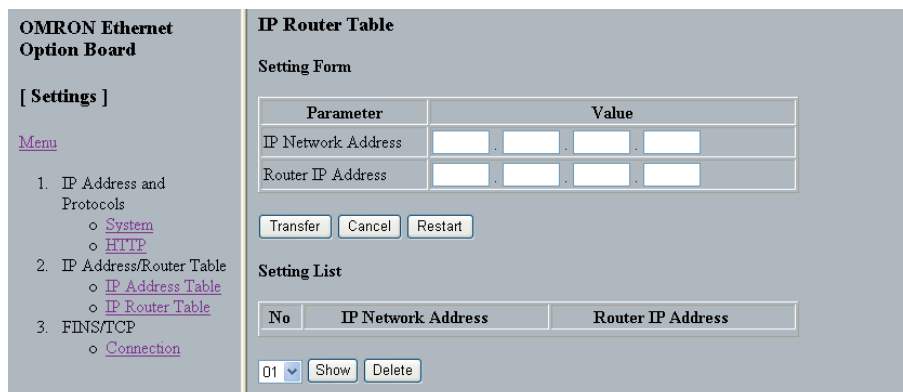 OMRON Ethernet
Option Board
[ Settings ]
Menu
1. IP Address and
Protocols
o System
o HTTP
2. IP Address/Router Table
o IP Address Table
o IP Router Table
3. FINS/TCP
o Connection
IP Router Table
Setting Form
Parameter Value
IP Network Address . . .
Router IP Address . . .
Transfer Cancel Restart
Setting List
No IP Network Address Router IP Address
01 Show Delete